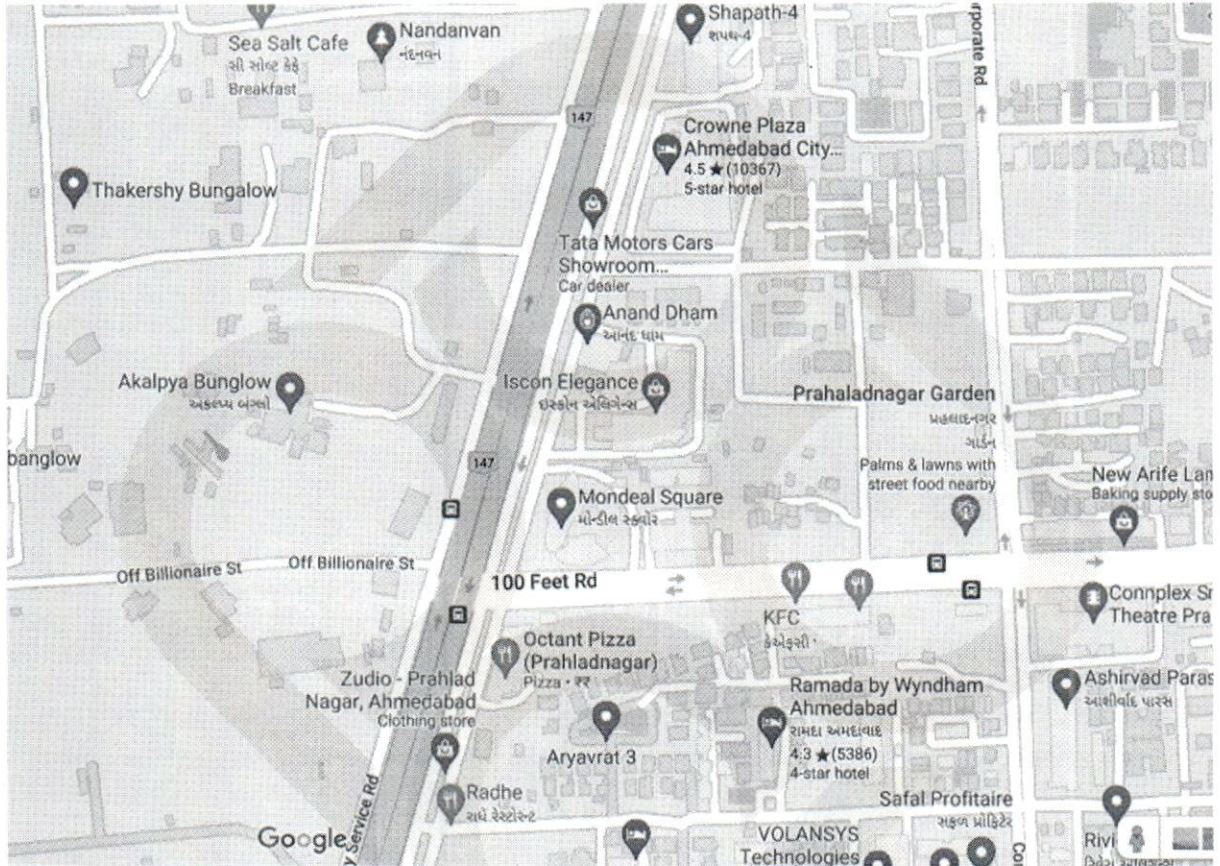 Shapath-4
શપથ-4
Sea Salt Cafe
સી સોલ્ટ કેફે
Breakfast
Nandanvan
નંદનવન
rporate Rd
147
Crowne Plaza
Ahmedabad City...
4.5 ★ (10367)
5-star hotel
Thakershy Bungalow
Tata Motors Cars
Showroom...
Car dealer
Anand Dham
આનંદ ધામ
Akalpya Bunglow
અકલ્પ્ય બંગ્લો
Iscon Elegance
ઇસ્કોન એલિગેન્સ
Prahaladnagar Garden
પ્રહલાદનગર
ગાર્ડન
banglow
147
Palms & lawns with
street food nearby
New Arife Lam
Baking supply sto
Mondeal Square
મોન્ડીલ સ્ક્વેર
Off Billionaire St
Off Billionaire St
100 Feet Rd
KFC
કેએફસી
Connplex Sr
Theatre Pra
Octant Pizza
(Prahladnagar)
Pizza • ₹₹
Zudio - Prahlad
Nagar, Ahmedabad
Clothing store
Ramada by Wyndham
Ahmedabad
રામદા અમદાવાદ
4.3 ★ (5386)
4-star hotel
Ashirvad Paras
આશીર્વાદ પારસ
Aryavrat 3
Radhe
રાધે રેસ્ટોરન્ટ
Safal Profitaire
સફળ પ્રોફિટેર
Google
y Service Rd
VOLANSYS
Technologies
Cor
Rivi